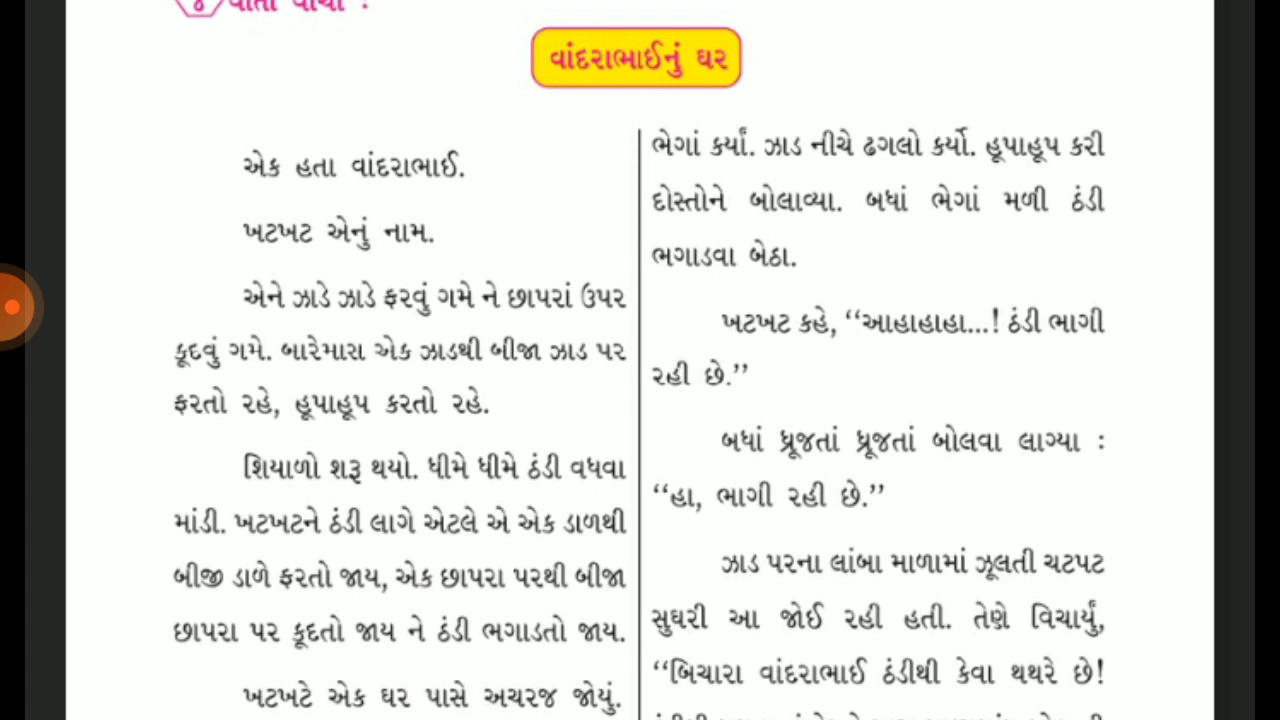 ૪ વાર્તા વાંચો :
વાંદરાભાઈનું ઘર
એક હતા વાંદરાભાઈ.
ખટખટ એનું નામ.
એને ઝાડે ઝાડે ફરવું ગમે ને છાપરાં ઉપર
કૂદવું ગમે. બારેમાસ એક ઝાડથી બીજા ઝાડ પર
ફરતો રહે, હૂપાહૂપ કરતો રહે.
શિયાળો શરૂ થયો. ધીમે ધીમે ઠંડી વધવા
માંડી. ખટખટને ઠંડી લાગે એટલે એ એક ડાળથી
બીજી ડાળે ફરતો જાય, એક છાપરા પરથી બીજા
છાપરા પર કૂદતો જાય ને ઠંડી ભગાડતો જાય.
ખટખટે એક ઘર પાસે અચરજ જોયું.
ભેગાં કર્યાં. ઝાડ નીચે ઢગલો કર્યો. હૂપાહૂપ કરી
દોસ્તોને બોલાવ્યા. બધાં ભેગાં મળી ઠંડી
ભગાડવા બેઠા.
ખટખટ કહે, “આહાહાહા...! ઠંડી ભાગી
રહી છે.”
બધાં ધ્રૂજતાં ધ્રૂજતાં બોલવા લાગ્યા :
“હા, ભાગી રહી છે.”
ઝાડ પરના લાંબા માળામાં ઝૂલતી ચટપટ
સુઘરી આ જોઈ રહી હતી. તેણે વિચાર્યું,
“બિચારા વાંદરાભાઈ ઠંડીથી કેવા થથરે છે!